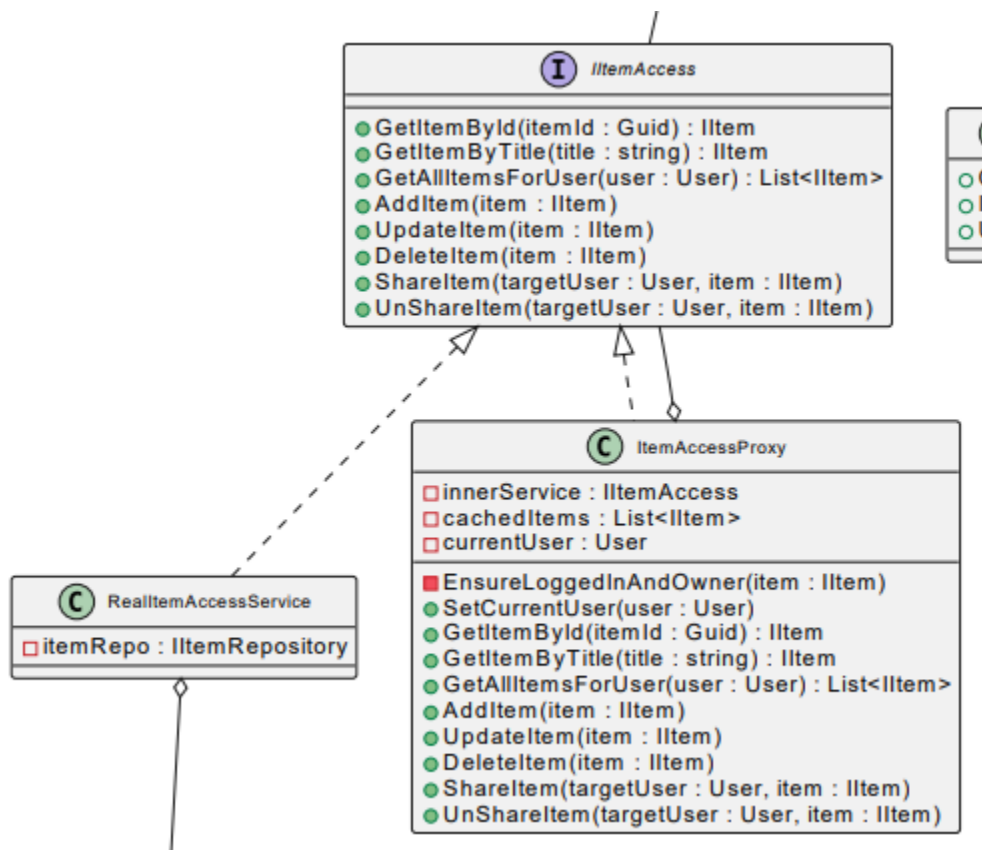 I IItemAccess
GetItemById(itemId : Guid) : IItem
GetItemByTitle(title : string) : IItem
GetAllItemsForUser(user : User) : List<IItem>
AddItem(item : IItem)
UpdateItem(item : IItem)
DeleteItem(item : IItem)
ShareItem(targetUser : User, item : IItem)
UnShareItem(targetUser : User, item : IItem)
C ItemAccessProxy
innerService : IItemAccess
cachedItems : List<IItem>
currentUser : User
EnsureLoggedInAndOwner(item : IItem)
SetCurrentUser(user : User)
GetItemById(itemId : Guid) : IItem
GetItemByTitle(title : string) : IItem
GetAllItemsForUser(user : User) : List<IItem>
AddItem(item : IItem)
UpdateItem(item : IItem)
DeleteItem(item : IItem)
ShareItem(targetUser : User, item : IItem)
UnShareItem(targetUser : User, item : IItem)
C RealItemAccessService
itemRepo : IItemRepository